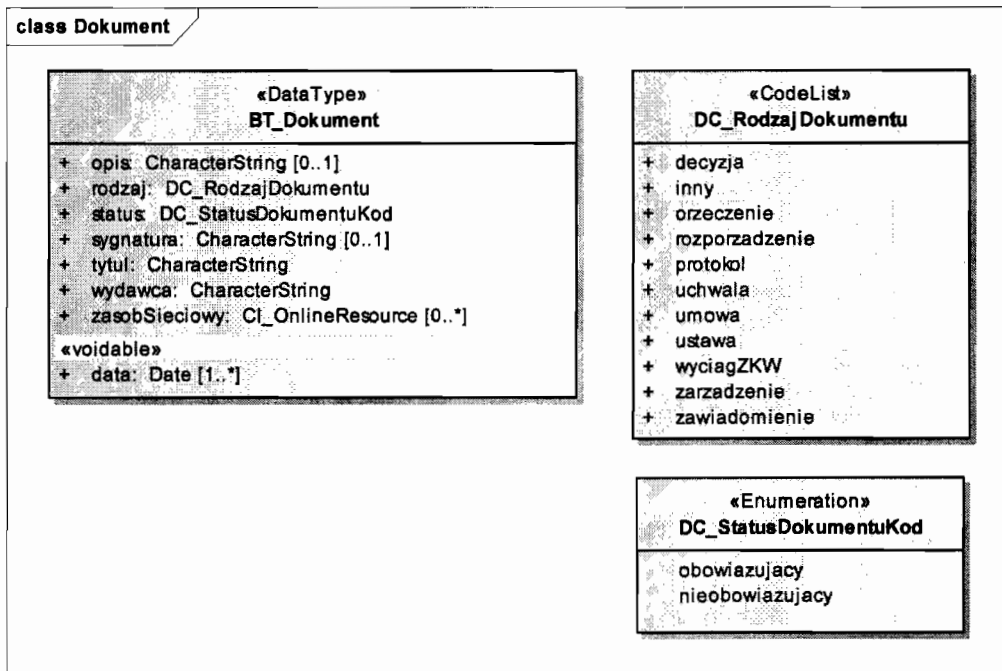 class Dokument
«DataType»
BT_Dokument
+ opis: CharacterString [0..1]
+ rodzaj: DC_RodzajDokumentu
+ status: DC_StatusDokumentuKod
+ sygnatura: CharacterString [0..1]
+ tytul: CharacterString
+ wydawca: CharacterString
+ zasobSieciowy: CI_OnlineResource [0..*]
«voidable»
+ data: Date [1..*]
«CodeList»
DC_RodzajDokumentu
+ decyzja
+ inny
+ orzeczenie
+ rozporzadzenie
+ protokol
+ uchwala
+ umowa
+ ustawa
+ wyciagZKW
+ zarzadzenie
+ zawiadomienie
«Enumeration»
DC_StatusDokumentuKod
obowiazujacy
nieobowiazujacy